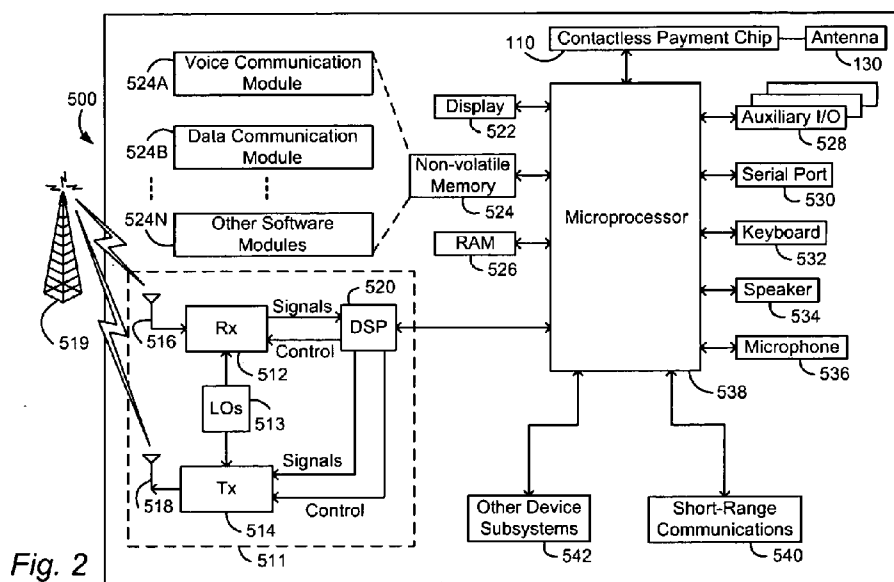 Contactless Payment Chip
110
Antenna
130
Voice Communication
Module
524A
500
Data Communication
Module
524B
Other Software
Modules
524N
Display
522
Non-volatile
Memory
524
RAM
526
Microprocessor
538
Auxiliary I/O
528
Serial Port
530
Keyboard
532
Speaker
534
Microphone
536
519
516
Rx
512
Signals
Control
520
DSP
LOs
513
518
Tx
514
Signals
Control
511
Other Device
Subsystems
542
Short-Range
Communications
540
Fig. 2